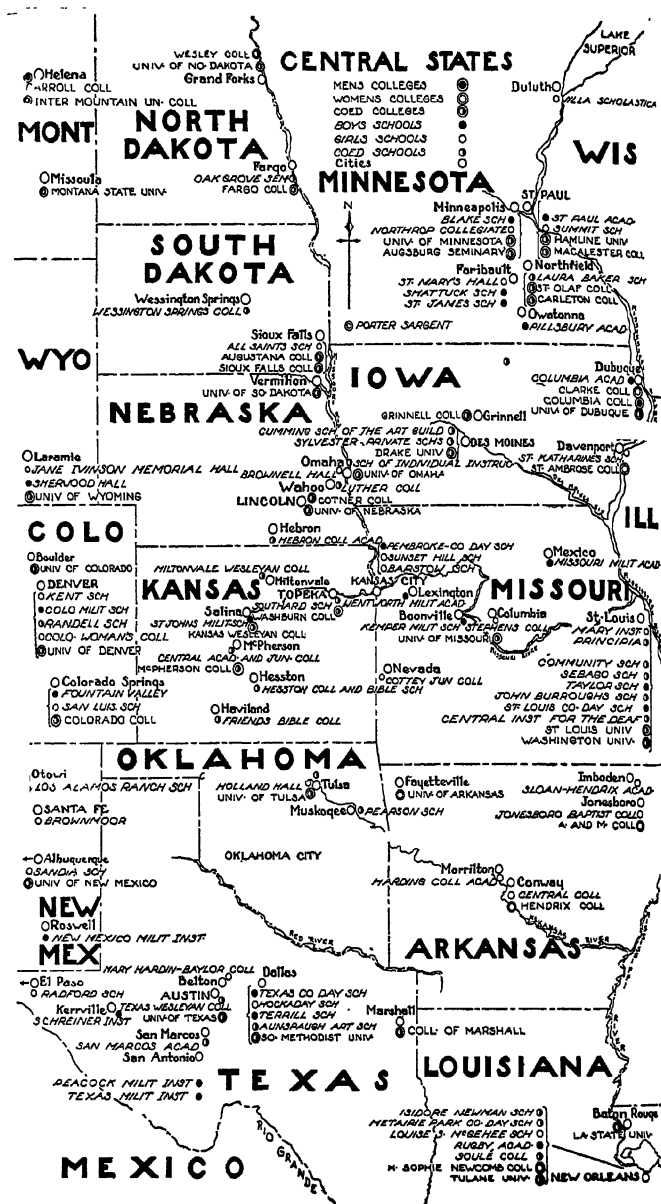 LAKE
SUPERIOR
WESLEY COLL
UNIV. OF NO. DAKOTA
Grand Forks
CENTRAL STATES
MENS COLLEGES
WOMENS COLLEGES
COED COLLEGES
BOYS SCHOOLS
GIRLS SCHOOLS
COED SCHOOLS
Cities
Helena
CARROLL COLL
INTER MOUNTAIN UN. COLL
Duluth
VILLA SCHOLASTICA
MONT
NORTH
DAKOTA
WIS
Missoula
MONTANA STATE UNIV.
Fargo
OAK GROVE SEM
FARGO COLL
MINNESOTA
N
ST. PAUL
Minneapolis
BLAKE SCH
NORTHROP COLLEGIATE
UNIV. OF MINNESOTA
AUGSBURG SEMINARY
ST PAUL ACAD
SUMMIT SCH
HAMLINE UNIV
MACALESTER COLL
SOUTH
DAKOTA
Faribault
ST. MARY'S HALL
SHATTUCK SCH
ST. JAMES SCH
Northfield
LAURA BAKER SCH
ST. OLAF COLL
CARLETON COLL
Owatonna
PILLSBURY ACAD
Wessington Springs
WESSINGTON SPRINGS COLL
© PORTER SARGENT
WYO
Sioux Falls
ALL SAINTS SCH
AUGUSTANA COLL
SIOUX FALLS COLL
Vermilion
UNIV. OF SO. DAKOTA
IOWA
Dubuque
COLUMBIA ACAD
CLARKE COLL
COLUMBIA COLL
UNIV. OF DUBUQUE
NEBRASKA
GRINNELL COLL
Grinnell
CUMMING SCH. OF THE ART GUILD
SYLVESTER PRIVATE SCHS
DES MOINES
DRAKE UNIV
Davenport
ST. KATHARINES SCH
ST. AMBROSE COLL
Laramie
JANE IVINSON MEMORIAL HALL
SHERWOOD HALL
UNIV OF WYOMING
Omaha
SCH OF INDIVIDUAL INSTRUC
BROWNELL HALL
UNIV. OF OMAHA
Wahoo
LUTHER COLL
LINCOLN
COTNER COLL
UNIV. OF NEBRASKA
ILL
COLO
Hebron
HEBRON COLL ACAD
PEMBROKE-CO DAY SCH
SUNSET HILL SCH
BARSTOW SCH
Mexico
MISSOURI MILIT ACAD
Boulder
UNIV OF COLORADO
DENVER
KENT SCH
COLO MILIT SCH
RANDELL SCH
COLO. WOMAN'S COLL
UNIV OF DENVER
HILTONVALE WESLEYAN COLL
KANSAS
Hiltonvale
TOPEKA
KANSAS CITY
Lexington
WENTWORTH MILIT ACAD
MISSOURI
Salina
SOUTHARD SCH
WASHBURN COLL
ST JOHNS MILIT SCH
KANSAS WESLEYAN COLL
Boonville
KEMPER MILIT SCH
Columbia
STEPHENS COLL
UNIV OF MISSOURI
MISSOURI RIVER
St. Louis
MARY INST
PRINCIPIA
McPherson
CENTRAL ACAD AND JUN. COLL
McPHERSON COLL
Hesston
HESSTON COLL AND BIBLE SCH
Nevada
COTTEY JUN COLL
COMMUNITY SCH
SEBAGO SCH
TAYLOR SCH
JOHN BURROUGHS SCH
ST. LOUIS CO-DAY SCH
CENTRAL INST FOR THE DEAF
ST LOUIS UNIV
WASHINGTON UNIV
Colorado Springs
FOUNTAIN VALLEY
SAN LUIS SCH
COLORADO COLL
Haviland
FRIENDS BIBLE COLL
OKLAHOMA
Otowi
LOS ALAMOS RANCH SCH
HOLLAND HALL
Tulsa
UNIV. OF TULSA
Muskogee
PEARSON SCH
Fayetteville
UNIV. OF ARKANSAS
Imboden
SLOAN-HENDRIX ACAD
Jonesboro
JONESBORO BAPTIST COLL
A. AND M. COLL
SANTA FE
BROWNMOOR
OKLAHOMA CITY
Albuquerque
SANDIA SCH
UNIV OF NEW MEXICO
Morrilton
HARDING COLL ACAD
Conway
CENTRAL COLL
HENDRIX COLL
NEW
MEX
Roswell
NEW MEXICO MILIT INST
RED RIVER
ARKANSAS RIVER
ARKANSAS
El Paso
RADFORD SCH
MARY HARDIN-BAYLOR COLL
Belton
AUSTIN
TEXAS WESLEYAN COLL
UNIV. OF TEXAS
Dallas
TEXAS CO DAY SCH
HOCKADAY SCH
TERRILL SCH
AUNSPAUGH ART SCH
SO. METHODIST UNIV
Kerrville
SCHREINER INST
San Marcos
SAN MARCOS ACAD
San Antonio
Marshall
COLL. OF MARSHALL
PEACOCK MILIT INST
TEXAS MILIT INST
TEXAS
LOUISIANA
MEXICO
RIO GRANDE
ISIDORE NEWMAN SCH
METAIRIE PARK CO-DAY SCH
LOUISE S. McGEHEE SCH
RUGBY ACAD
SOULÉ COLL
H. SOPHIE NEWCOMB COLL
TULANE UNIV
Baton Rouge
LA. STATE UNIV
NEW ORLEANS